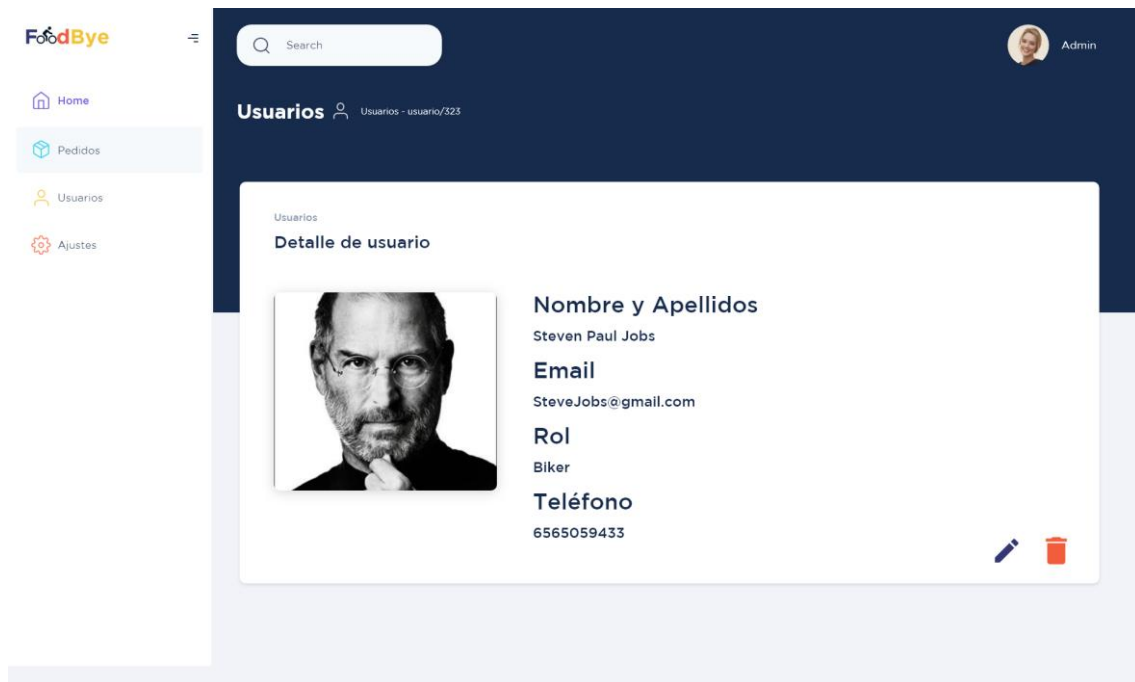 FoodBye
Search
Admin
Home
Usuarios Usuarios - usuario/323
Pedidos
Usuarios
Ajustes
Usuarios
Detalle de usuario
Nombre y Apellidos
Steven Paul Jobs
Email
SteveJobs@gmail.com
Rol
Biker
Teléfono
6565059433